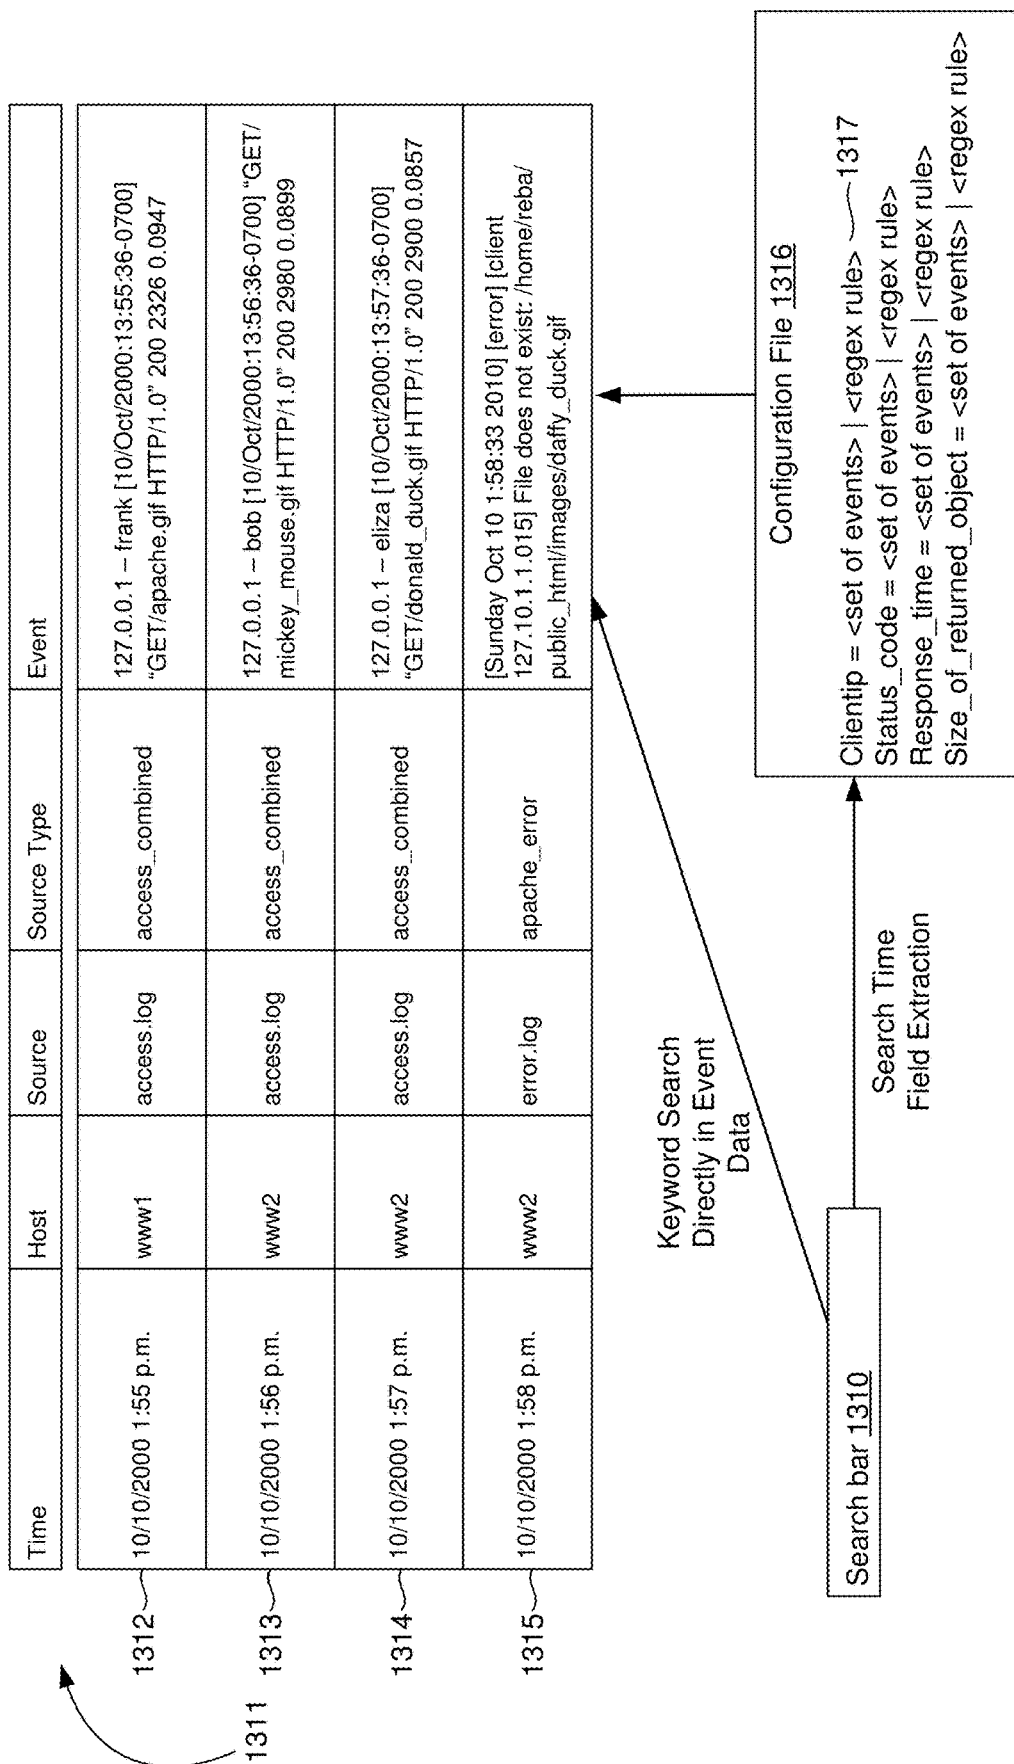 Time Host Source Source Type Event
1312 10/10/2000 1:55 p.m. www1 access.log access_combined 127.0.0.1 – frank [10/Oct/2000:13:55:36-0700]
"GET/apache.gif HTTP/1.0" 200 2326 0.0947
1313 10/10/2000 1:56 p.m. www2 access.log access_combined 127.0.0.1 – bob [10/Oct/2000:13:56:36-0700] "GET/
mickey_mouse.gif HTTP/1.0" 200 2980 0.0899
1314 10/10/2000 1:57 p.m. www2 access.log access_combined 127.0.0.1 – eliza [10/Oct/2000:13:57:36-0700]
"GET/donald_duck.gif HTTP/1.0" 200 2900 0.0857
1315 10/10/2000 1:58 p.m. www2 error.log apache_error [Sunday Oct 10 1:58:33 2010] [error] [client
127.10.1.1.015] File does not exist: /home/reba/
public_html/images/daffy_duck.gif
1311
Keyword Search
Directly in Event
Data
Search bar 1310
Search Time
Field Extraction
Configuration File 1316
Clientip = <set of events> | <regex rule> 1317
Status_code = <set of events> | <regex rule>
Response_time = <set of events> | <regex rule>
Size_of_returned_object = <set of events> | <regex rule>